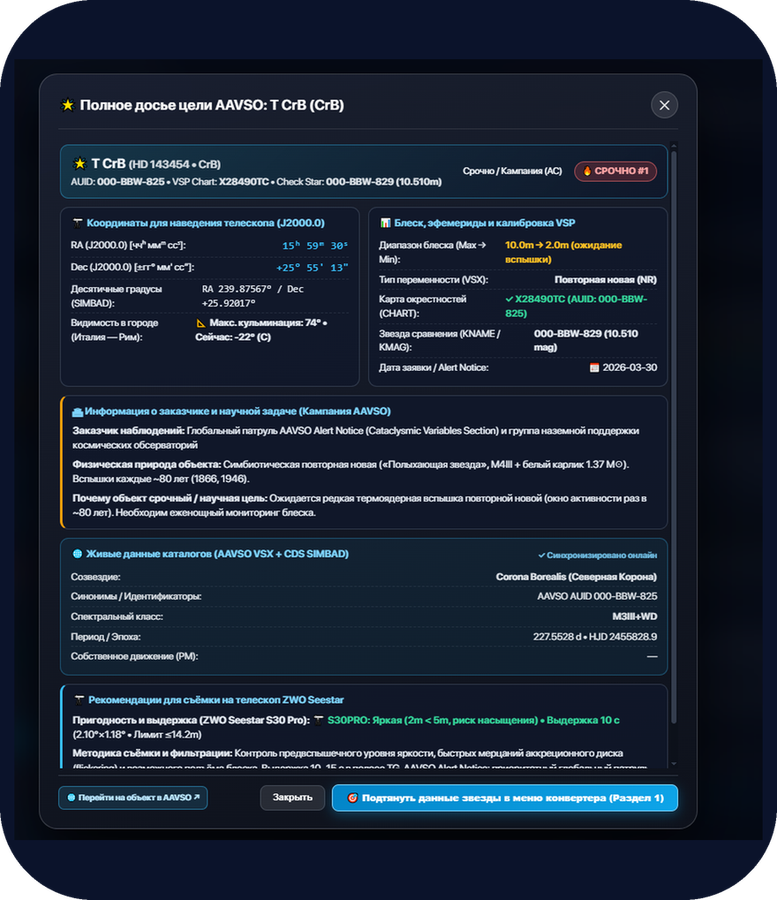 Полное досье цели AAVSO: T CrB (CrB)
T CrB (HD 143454 • CrB)
AUID: 000-BBW-825 • VSP Chart: X28490TC • Check Star: 000-BBW-829 (10.510m)
Срочно / Кампания (AC)
СРОЧНО #1
Координаты для наведения телескопа (J2000.0)
RA (J2000.0) [ччʰ ммᵐ ссˢ]:
15ʰ 59ᵐ 30ˢ
Dec (J2000.0) [±гг° мм' сс"]:
+25° 55' 13"
Десятичные градусы
(SIMBAD):
RA 239.87567° / Dec
+25.92017°
Видимость в городе
(Италия — Рим):
Макс. кульминация: 74° •
Сейчас: -22° (С)
Блеск, эфемериды и калибровка VSP
Диапазон блеска (Max →
Min):
10.0m → 2.0m (ожидание
вспышки)
Тип переменности (VSX):
Повторная новая (NR)
Карта окрестностей
(CHART):
✓ X28490TC (AUID: 000-BBW-
825)
Звезда сравнения (KNAME /
KMAG):
000-BBW-829 (10.510
mag)
Дата заявки / Alert Notice:
2026-03-30
Информация о заказчике и научной задаче (Кампания AAVSO)
Заказчик наблюдений: Глобальный патруль AAVSO Alert Notice (Cataclysmic Variables Section) и группа наземной поддержки
космических обсерваторий
Физическая природа объекта: Симбиотическая повторная новая («Полыхающая звезда», M4III + белый карлик 1.37 M☉).
Вспышки каждые ~80 лет (1866, 1946).
Почему объект срочный / научная цель: Ожидается редкая термоядерная вспышка повторной новой (окно активности раз в
~80 лет). Необходим еженощный мониторинг блеска.
Живые данные каталогов (AAVSO VSX + CDS SIMBAD)
✓ Синхронизировано онлайн
Созвездие:
Corona Borealis (Северная Корона)
Синонимы / Идентификаторы:
AAVSO AUID 000-BBW-825
Спектральный класс:
M3III+WD
Период / Эпоха:
227.5528 d • HJD 2455828.9
Собственное движение (PM):
—
Рекомендации для съёмки на телескоп ZWO Seestar
Пригодность и выдержка (ZWO Seestar S30 Pro): S30PRO: Яркая (2m < 5m, риск насыщения) • Выдержка 10 с
(2.10°×1.18° • Лимит ≤14.2m)
Методика съёмки и фильтрации: Контроль предвспышечного уровня яркости, быстрых мерцаний аккреционного диска
Перейти на объект в AAVSO ↗
Закрыть
Подтянуть данные звезды в меню конвертера (Раздел 1)